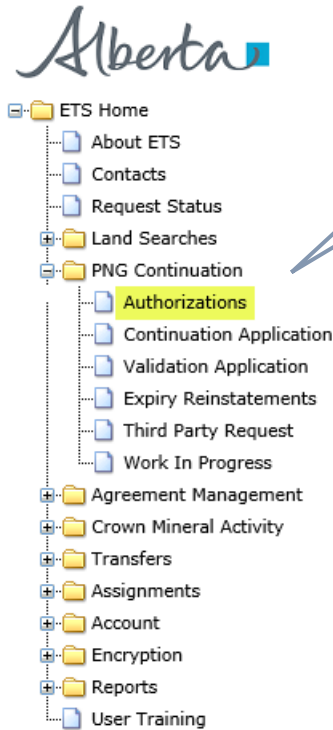 Alberta
ETS Home
About ETS
Contacts
Request Status
Land Searches
PNG Continuation
Authorizations
Continuation Application
Validation Application
Expiry Reinstatements
Third Party Request
Work In Progress
Agreement Management
Crown Mineral Activity
Transfers
Assignments
Account
Encryption
Reports
User Training